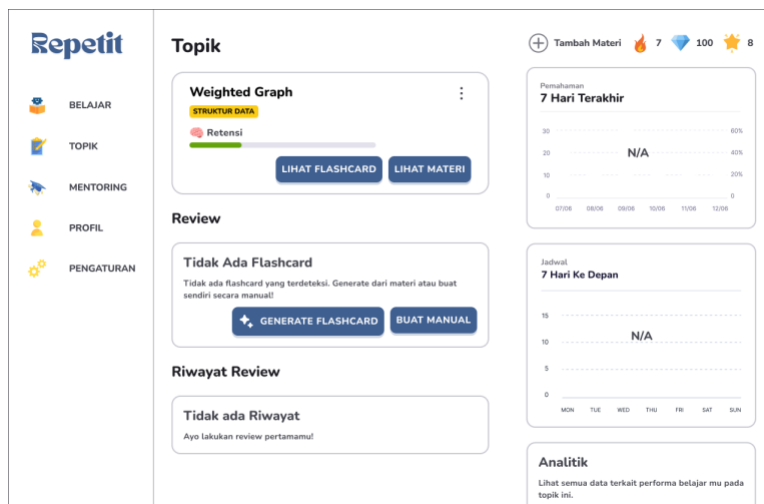 Repetit
BELAJAR
TOPIK
MENTORING
PROFIL
PENGATURAN
Topik
Weighted Graph
STRUKTUR DATA
Retensi
LIHAT FLASHCARD
LIHAT MATERI
Review
Tidak Ada Flashcard
Tidak ada flashcard yang terdeteksi. Generate dari materi atau buat
sendiri secara manual!
GENERATE FLASHCARD
BUAT MANUAL
Riwayat Review
Tidak ada Riwayat
Ayo lakukan review pertamamu!
Tambah Materi
7
100
8
Pemahaman
7 Hari Terakhir
30
60%
N/A
20
40%
10
20%
0
0
07/06 08/06 09/06 10/06 11/06 12/06
Jadwal
7 Hari Ke Depan
15
N/A
10
5
0
MON TUE WED THU FRI SAT SUN
Analitik
Lihat semua data terkait performa belajar mu pada
topik ini.